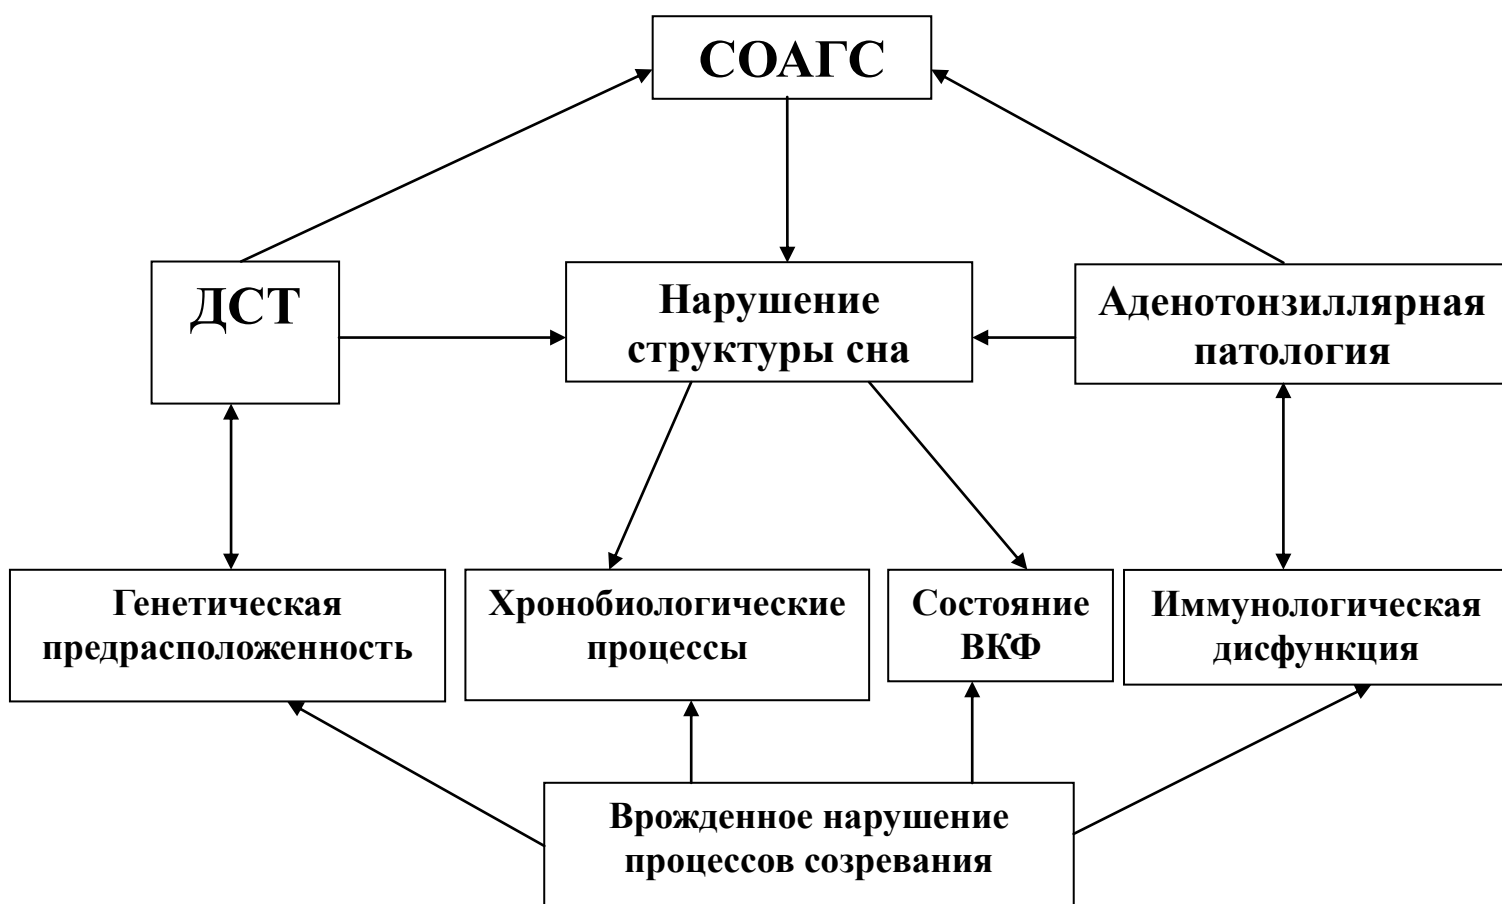 СОАГС
ДСТ
Нарушение
структуры сна
Аденотонзиллярная
патология
Генетическая
предрасположенность
Хронобиологические
процессы
Состояние
ВКФ
Иммунологическая
дисфункция
Врожденное нарушение
процессов созревания